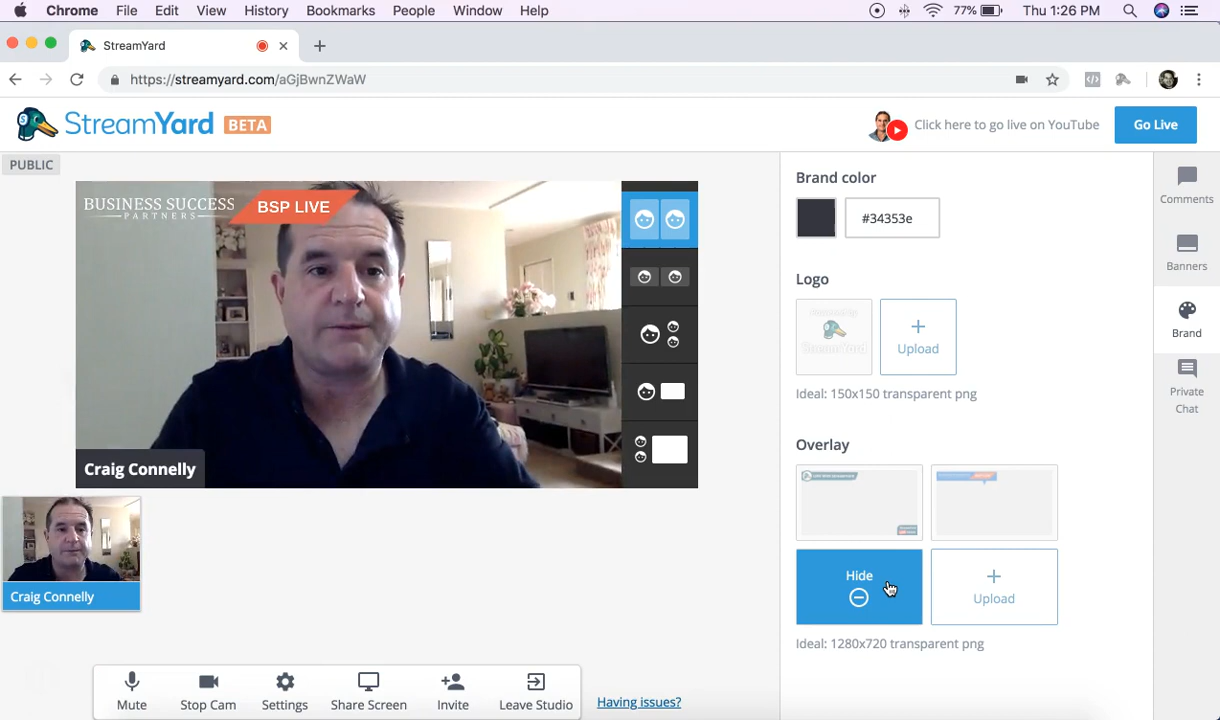 Chrome File Edit View History Bookmarks People Window Help 77% Thu 1:26 PM
StreamYard
https://streamyard.com/aGjBwnZWaW
StreamYard BETA
Click here to go live on YouTube
Go Live
PUBLIC
BUSINESS SUCCESS
PARTNERS
BSP LIVE
Craig Connelly
Craig Connelly
Brand color
#34353e
Logo
StreamYard
Upload
Ideal: 150x150 transparent png
Overlay
Hide
Upload
Ideal: 1280x720 transparent png
Comments
Banners
Brand
Private
Chat
Mute
Stop Cam
Settings
Share Screen
Invite
Leave Studio
Having issues?